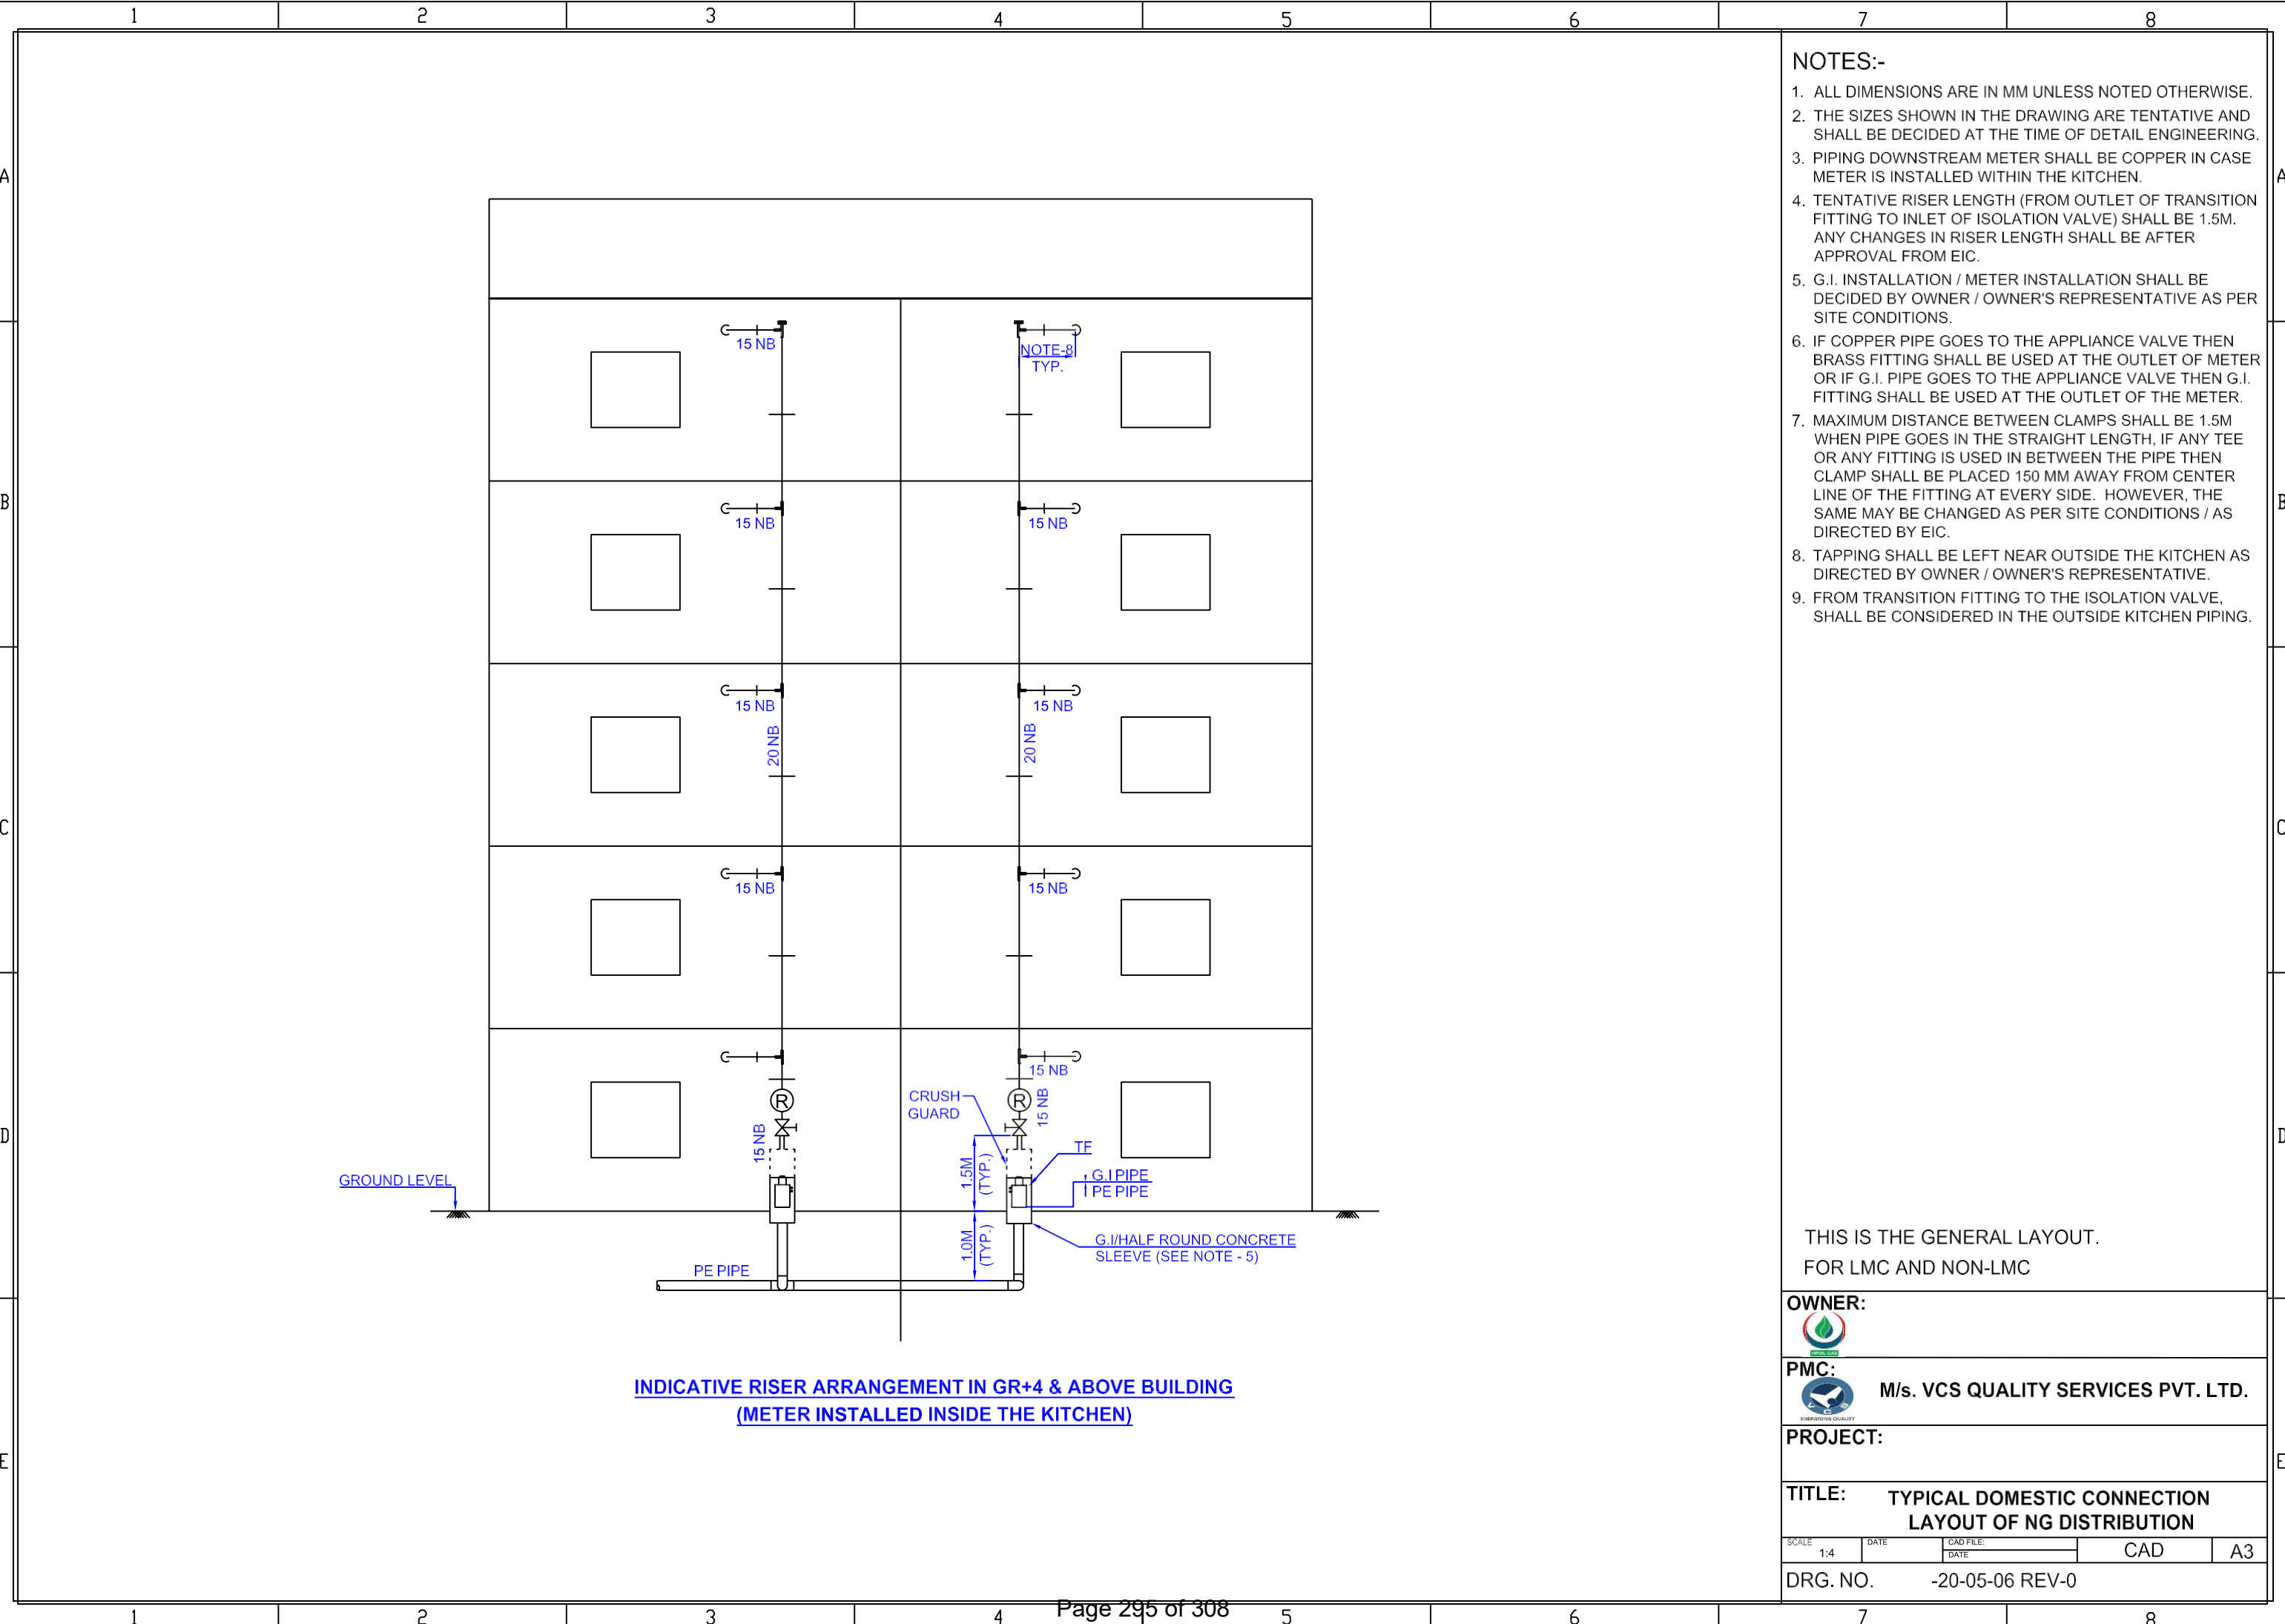 1 2 3 4 5 6 7 8
NOTES:-
1. ALL DIMENSIONS ARE IN MM UNLESS NOTED OTHERWISE.
2. THE SIZES SHOWN IN THE DRAWING ARE TENTATIVE AND
SHALL BE DECIDED AT THE TIME OF DETAIL ENGINEERING.
3. PIPING DOWNSTREAM METER SHALL BE COPPER IN CASE
METER IS INSTALLED WITHIN THE KITCHEN.
4. TENTATIVE RISER LENGTH (FROM OUTLET OF TRANSITION
FITTING TO INLET OF ISOLATION VALVE) SHALL BE 1.5M.
ANY CHANGES IN RISER LENGTH SHALL BE AFTER
APPROVAL FROM EIC.
5. G.I. INSTALLATION / METER INSTALLATION SHALL BE
DECIDED BY OWNER / OWNER'S REPRESENTATIVE AS PER
SITE CONDITIONS.
6. IF COPPER PIPE GOES TO THE APPLIANCE VALVE THEN
BRASS FITTING SHALL BE USED AT THE OUTLET OF METER
OR IF G.I. PIPE GOES TO THE APPLIANCE VALVE THEN G.I.
FITTING SHALL BE USED AT THE OUTLET OF THE METER.
7. MAXIMUM DISTANCE BETWEEN CLAMPS SHALL BE 1.5M
WHEN PIPE GOES IN THE STRAIGHT LENGTH, IF ANY TEE
OR ANY FITTING IS USED IN BETWEEN THE PIPE THEN
CLAMP SHALL BE PLACED 150 MM AWAY FROM CENTER
LINE OF THE FITTING AT EVERY SIDE. HOWEVER, THE
SAME MAY BE CHANGED AS PER SITE CONDITIONS / AS
DIRECTED BY EIC.
8. TAPPING SHALL BE LEFT NEAR OUTSIDE THE KITCHEN AS
DIRECTED BY OWNER / OWNER'S REPRESENTATIVE.
9. FROM TRANSITION FITTING TO THE ISOLATION VALVE,
SHALL BE CONSIDERED IN THE OUTSIDE KITCHEN PIPING.
A A
B B
C C
D D
E E
15 NB
NOTE-8
TYP.
15 NB 15 NB
15 NB 15 NB
20 NB 20 NB
15 NB 15 NB
15 NB
CRUSH
GUARD
R R
15 NB
15 NB
TF
1.5M
(TYP.)
G.I PIPE
PE PIPE
GROUND LEVEL
1.0M
(TYP.)
G.I/HALF ROUND CONCRETE
SLEEVE (SEE NOTE - 5)
PE PIPE
INDICATIVE RISER ARRANGEMENT IN GR+4 & ABOVE BUILDING
(METER INSTALLED INSIDE THE KITCHEN)
THIS IS THE GENERAL LAYOUT.
FOR LMC AND NON-LMC
OWNER:
PMC:
V C S
ENERGISING QUALITY
M/s. VCS QUALITY SERVICES PVT. LTD.
PROJECT:
TITLE: TYPICAL DOMESTIC CONNECTION
LAYOUT OF NG DISTRIBUTION
SCALE
1:4
DATE
CAD FILE:
DATE
CAD
A3
DRG. NO. -20-05-06 REV-0
Page 295 of 308
1 2 3 4 5 6 7 8